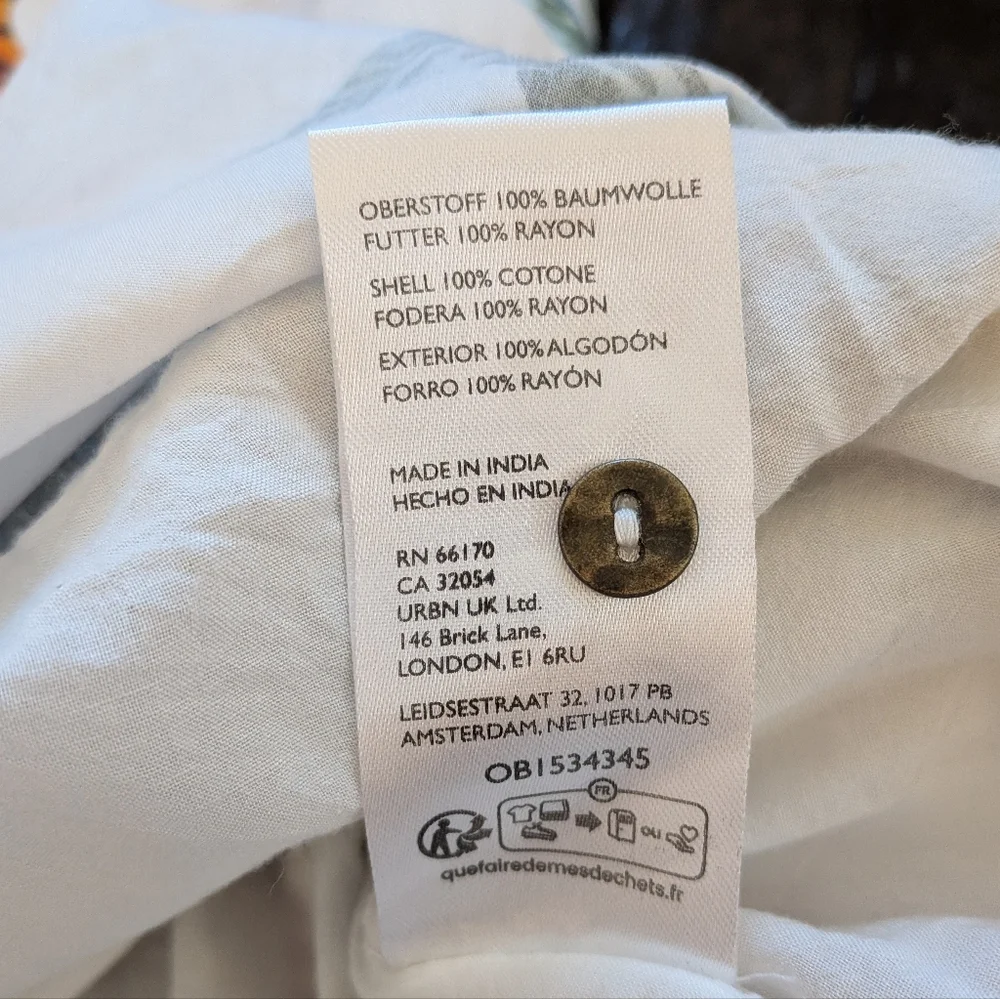 OBERSTOFF 100% BAUMWOLLE
FUTTER 100% RAYON
SHELL 100% COTONE
FODERA 100% RAYON
EXTERIOR 100% ALGODÓN
FORRO 100% RAYÓN
MADE IN INDIA
HECHO EN INDIA
RN 66170
CA 32054
URBN UK Ltd.
146 Brick Lane,
LONDON, E1 6RU
LEIDSESTRAAT 32, 1017 PB
AMSTERDAM, NETHERLANDS
OB1534345
FR
ou
quefairedemesdechets.fr